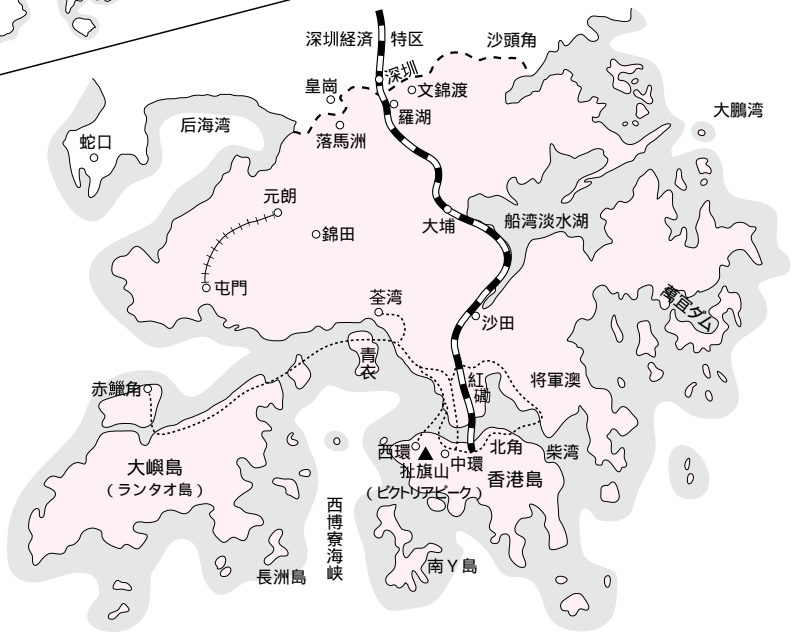 深圳経済
特区
沙頭角
深圳
皇崗
文錦渡
大鵬湾
羅湖
后海湾
落馬洲
蛇口
元朗
大埔
船湾淡水湖
錦田
屯門
荃湾
萬宜ダム
沙田
青衣
赤鱲角
紅磡
将軍澳
西環
北角
柴湾
中環
扯旗山
(ビクトリアピーク)
香港島
大嶼島
(ランタオ島)
西博寮海峡
長洲島
南Y島